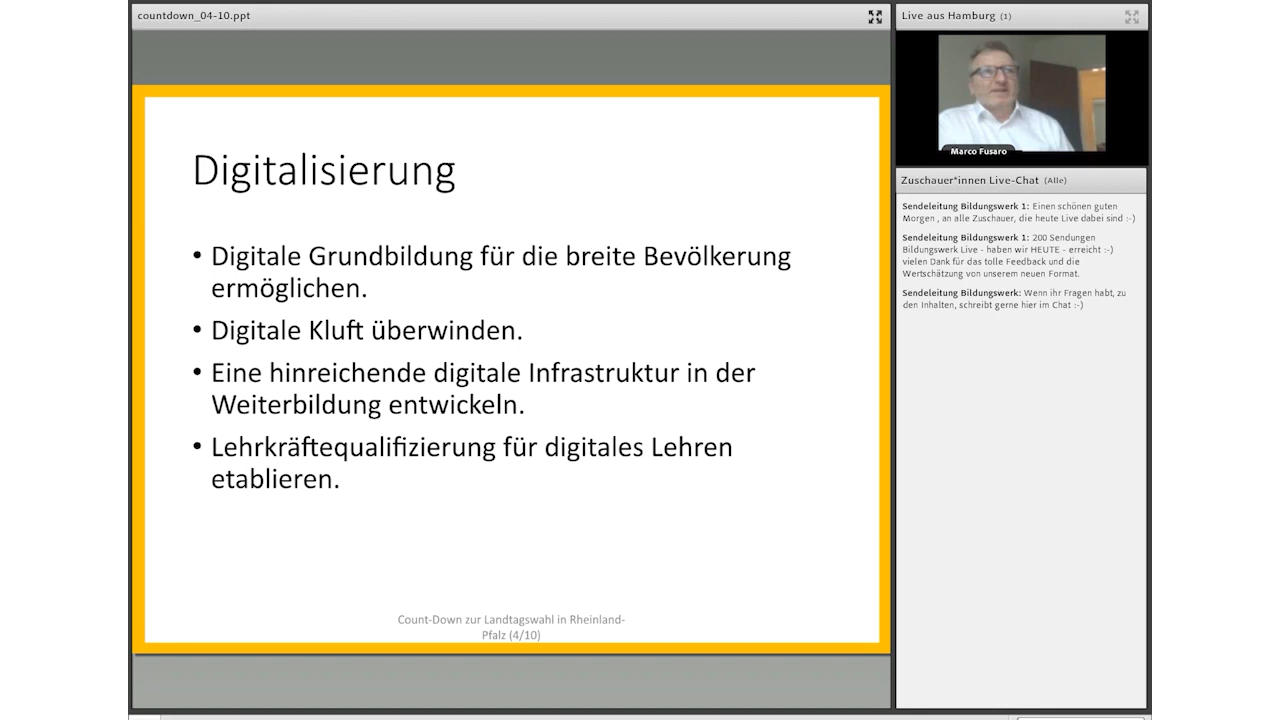 countdown_04-10.ppt
Digitalisierung
• Digitale Grundbildung für die breite Bevölkerung
ermöglichen.
• Digitale Kluft überwinden.
• Eine hinreichende digitale Infrastruktur in der
Weiterbildung entwickeln.
• Lehrkräftequalifizierung für digitales Lehren
etablieren.
Count-Down zur Landtagswahl in Rheinland-
Pfalz (4/10)
Live aus Hamburg (1)
Marco Fusaro
Zuschauer*innen Live-Chat (Alle)
Sendeleitung Bildungswerk 1: Einen schönen guten
Morgen , an alle Zuschauer, die heute Live dabei sind :-)
Sendeleitung Bildungswerk 1: 200 Sendungen
Bildungswerk Live - haben wir HEUTE - erreicht :-)
vielen Dank für das tolle Feedback und die
Wertschätzung von unserem neuen Format.
Sendeleitung Bildungswerk: Wenn ihr Fragen habt, zu
den Inhalten, schreibt gerne hier im Chat :-)